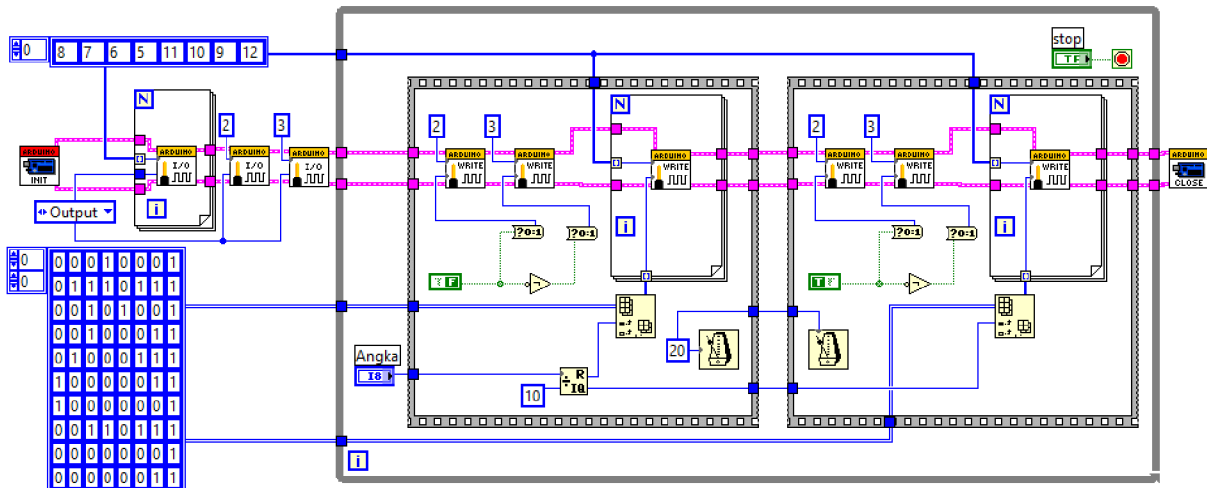 stop
TF
0 8 7 6 5 11 10 9 12
N
2
3
ARDUINO
INIT
ARDUINO
I/O
ARDUINO
I/O
ARDUINO
I/O
Output
i
N
2
3
ARDUINO
WRITE
ARDUINO
WRITE
ARDUINO
WRITE
i
?0:1
?0:1
F
N
2
3
ARDUINO
WRITE
ARDUINO
WRITE
ARDUINO
WRITE
i
?0:1
?0:1
T
ARDUINO
CLOSE
0
0
0 0 0 1 0 0 0 1
0 1 1 1 0 1 1 1
0 0 1 0 1 0 0 1
0 0 1 0 0 0 1 1
0 1 0 0 0 1 1 1
1 0 0 0 0 0 1 1
1 0 0 0 0 0 0 1
0 0 1 1 0 1 1 1
0 0 0 0 0 0 0 1
0 0 0 0 0 0 1 1
Angka
I8
10
R
IQ
20
i